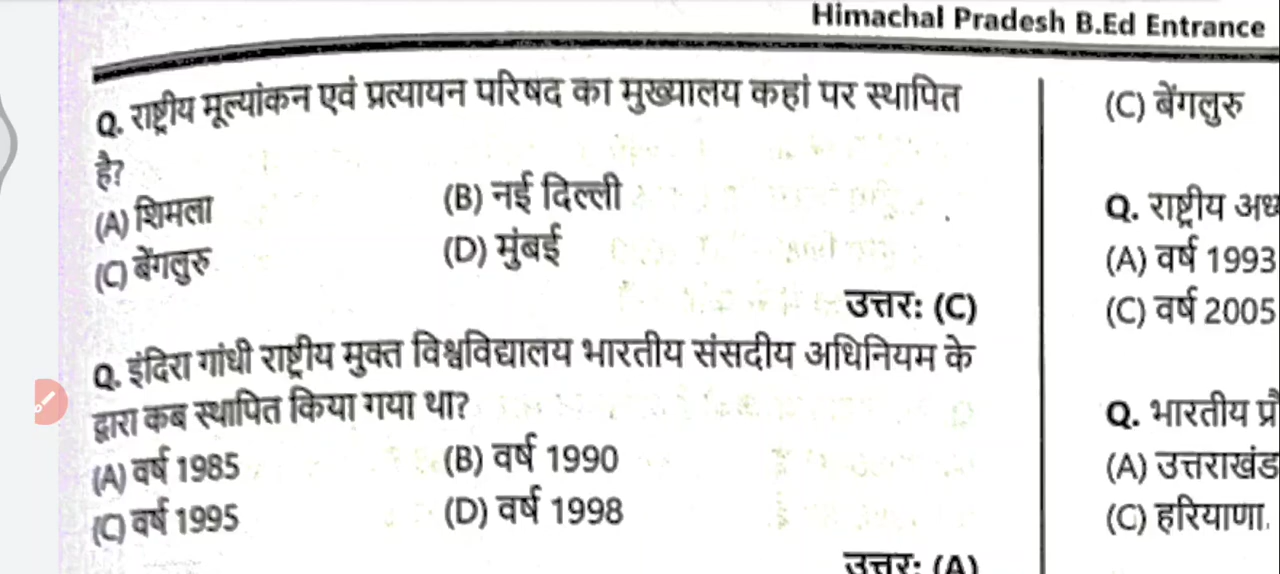 Himachal Pradesh B.Ed Entrance
Q. राष्ट्रीय मूल्यांकन एवं प्रत्यायन परिषद का मुख्यालय कहां पर स्थापित
है?
(A) शिमला (B) नई दिल्ली
(C) बेंगलुरु (D) मुंबई
उत्तर: (C)
Q. इंदिरा गांधी राष्ट्रीय मुक्त विश्वविद्यालय भारतीय संसदीय अधिनियम के
द्वारा कब स्थापित किया गया था?
(A) वर्ष 1985 (B) वर्ष 1990
(C) वर्ष 1995 (D) वर्ष 1998
उत्तर: (A)
(C) बेंगलुरु
Q. राष्ट्रीय
(A) वर्ष 1993
(C) वर्ष 2005
Q. भारतीय
(A) उत्तराखंड
(C) हरियाणा.